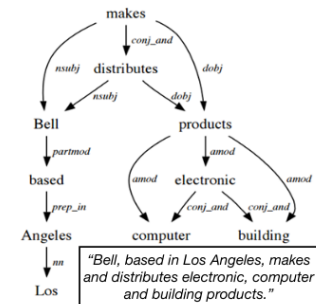 makes
conj_and
nsubj
distributes
dobj
nsubj
dobj
Bell
products
partmod
amod
based
amod
electronic
amod
prep_in
conj_and
conj_and
Angeles
computer
building
nn
Los
"Bell, based in Los Angeles, makes
and distributes electronic, computer
and building products."